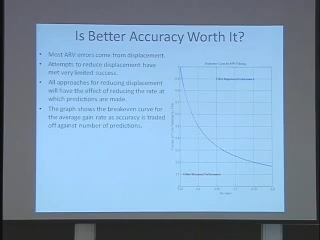 Is Better Accuracy Worth It?
• Most ARV errors come from displacement.
• Attempts to reduce displacement have
met very limited success.
• All approaches for reducing displacement
will have the effect of reducing the rate at
which predictions are made.
• The graph shows the breakeven curve for
the average gain rate as accuracy is traded
off against number of predictions.